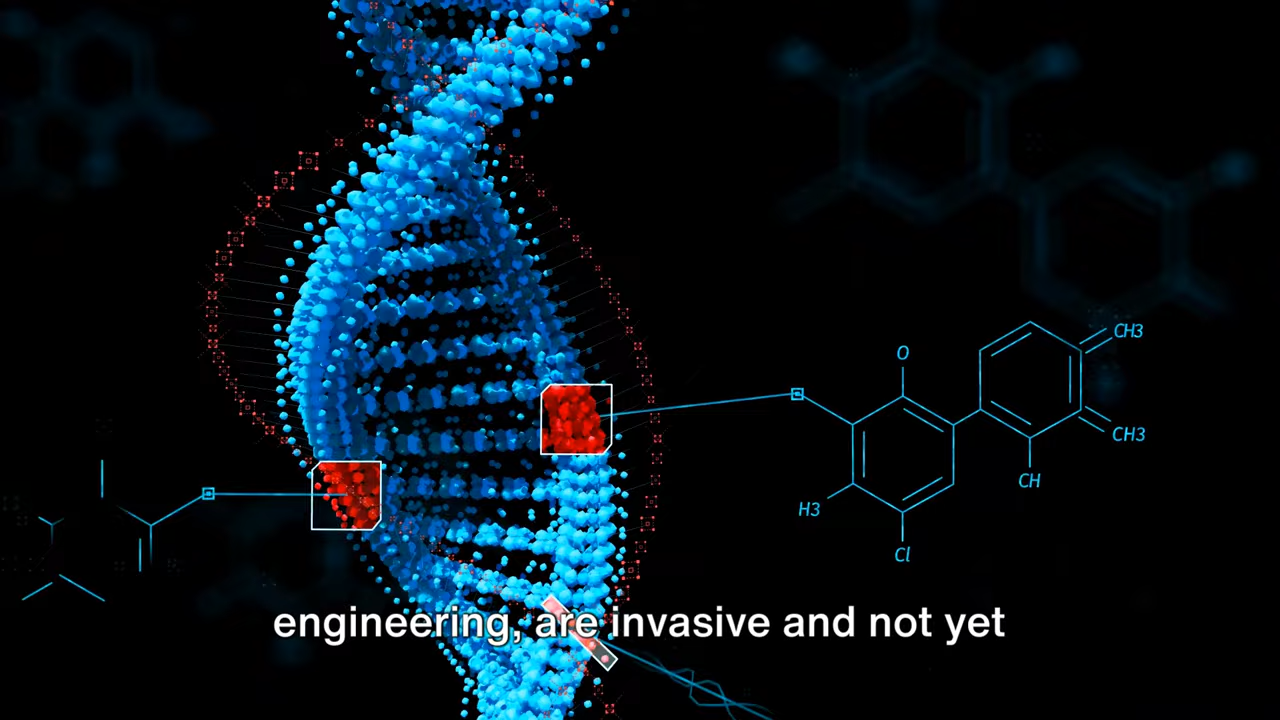 O
CH3
CH3
CH
H3
Cl
engineering, are invasive and not yet